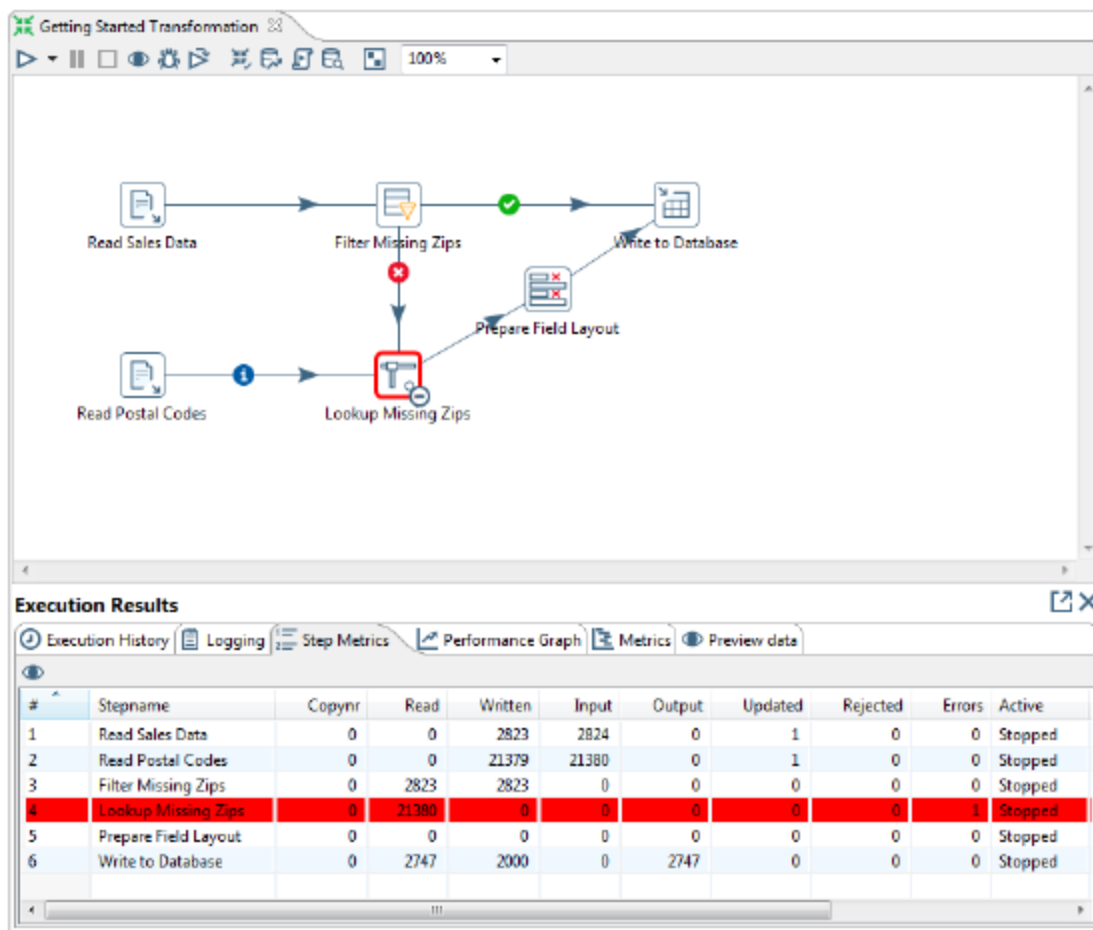 Getting Started Transformation
100%
Read Sales Data
Filter Missing Zips
Write to Database
Prepare Field Layout
Read Postal Codes
Lookup Missing Zips
Execution Results
Execution History Logging Step Metrics Performance Graph Metrics Preview data
# Stepname Copynr Read Written Input Output Updated Rejected Errors Active
1 Read Sales Data 0 0 2823 2824 0 1 0 0 Stopped
2 Read Postal Codes 0 0 21379 21380 0 1 0 0 Stopped
3 Filter Missing Zips 0 2823 2823 0 0 0 0 0 Stopped
4 Lookup Missing Zips 0 21380 0 0 0 0 0 1 Stopped
5 Prepare Field Layout 0 0 0 0 0 0 0 0 Stopped
6 Write to Database 0 2747 2000 0 2747 0 0 0 Stopped